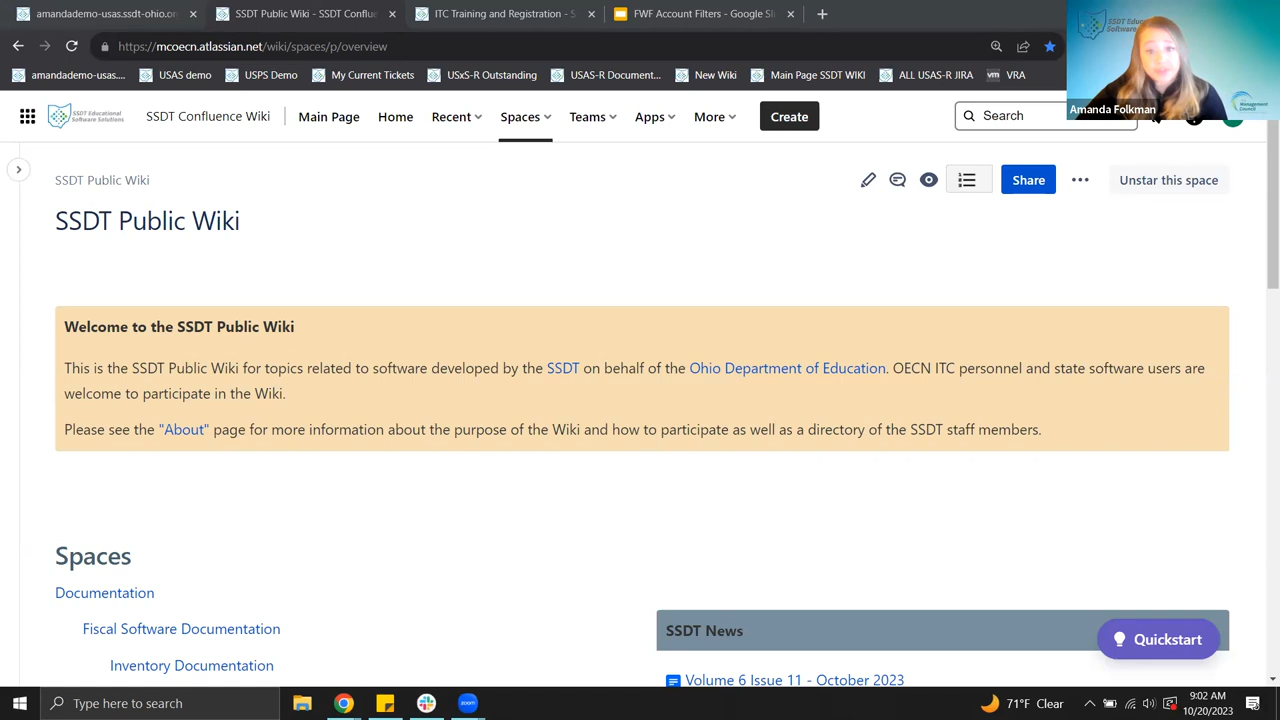 amandademo-usas.ssdt-ohio.or
SSDT Public Wiki - SSDT Conflue
ITC Training and Registration - S
FWF Account Filters - Google Sli
https://mcoecn.atlassian.net/wiki/spaces/p/overview
amandademo-usas...
USAS demo
USPS Demo
My Current Tickets
USxS-R Outstanding
USAS-R Document...
New Wiki
Main Page SSDT WIKI
ALL USAS-R JIRA
vm VRA
Amanda Folkman
SSDT Educational
Software Solutions
SSDT Confluence Wiki
Main Page
Home
Recent
Spaces
Teams
Apps
More
Create
Search
SSDT Public Wiki
Share
Unstar this space
SSDT Public Wiki
Welcome to the SSDT Public Wiki
This is the SSDT Public Wiki for topics related to software developed by the SSDT on behalf of the Ohio Department of Education. OECN ITC personnel and state software users are
welcome to participate in the Wiki.
Please see the "About" page for more information about the purpose of the Wiki and how to participate as well as a directory of the SSDT staff members.
Spaces
Documentation
Fiscal Software Documentation
Inventory Documentation
SSDT News
Volume 6 Issue 11 - October 2023
Quickstart
Type here to search
zoom
71°F Clear
9:02 AM
10/20/2023